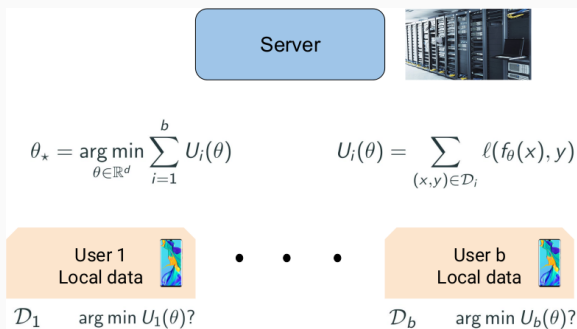 Server
θ⋆ = arg min_{θ∈ℝ^d} ∑_{i=1}^{b} U_i(θ)
U_i(θ) = ∑_{(x,y)∈𝒟_i} ℓ(f_θ(x), y)
User 1
Local data
• • •
User b
Local data
𝒟_1 arg min U_1(θ)?
𝒟_b arg min U_b(θ)?